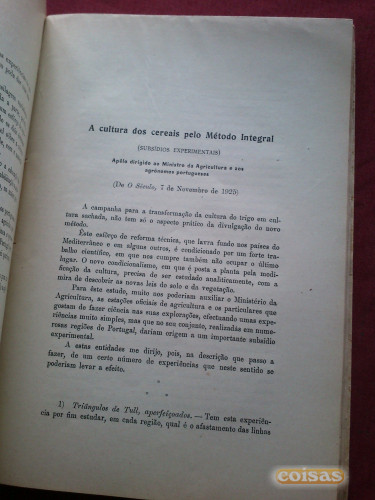 A cultura dos cereais pelo Método Integral
(SUBSÍDIOS EXPERIMENTAIS)
Apêlo dirigido ao Ministro da Agricultura e aos
agrónomos portugueses
(De O Século, 7 de Novembro de 1929)
A campanha para a transformação da cultura do trigo em cul-
tura sachada, não tem só o aspecto prático da divulgação do novo
método.
Este esfôrço de reforma técnica, que lavra fundo nos países do
Mediterrâneo e em alguns outros, é condicionado por um forte tra-
balho científico, em que nos cumpre também não ocupar o último
lugar. O novo condicionalismo, em que é posta a planta pela modi-
ficação da cultura, precisa de ser estudado analiticamente, com a
mira de descobrir as novas leis do solo e da vegetação.
Para êste estudo, muito nos poderiam auxiliar o Ministério da
Agricultura, as estações oficiais de agricultura e os particulares que
gostam de fazer ciência nas suas explorações, efectuando umas expe-
riências muito simples, mas que no seu conjunto, realizadas em nume-
rosas regiões de Portugal, dariam origem a um importante subsídio
experimental.
A estas entidades me dirijo, pois, na descrição que passo a
fazer, de um certo número de experiências que neste sentido se
poderiam levar a efeito.
* * *
1) Triângulos de Tull, aperfeiçoados. — Tem esta experiên-
cia por fim estudar, em cada região, qual é o afastamento das linhas
coisas